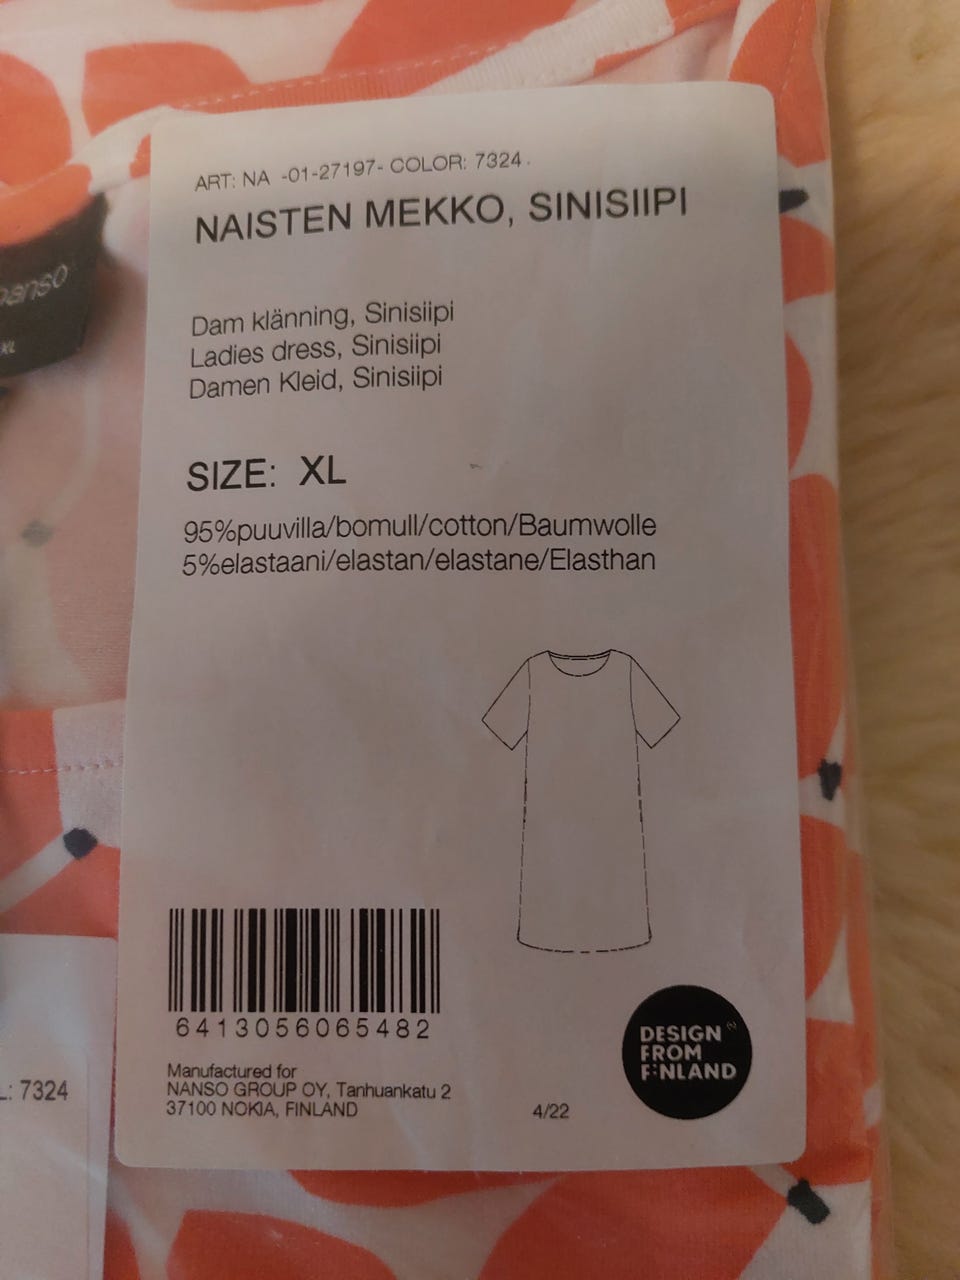 ART: NA -01-27197- COLOR: 7324.
NAISTEN MEKKO, SINISIIPI
nanso
XL
Dam klänning, Sinisiipi
Ladies dress, Sinisiipi
Damen Kleid, Sinisiipi
SIZE: XL
95%puuvilla/bomull/cotton/Baumwolle
5%elastaani/elastan/elastane/Elasthan
6413056065482
Manufactured for
NANSO GROUP OY, Tanhuankatu 2
37100 NOKIA, FINLAND
4/22
DESIGN
FROM
FINLAND
L: 7324